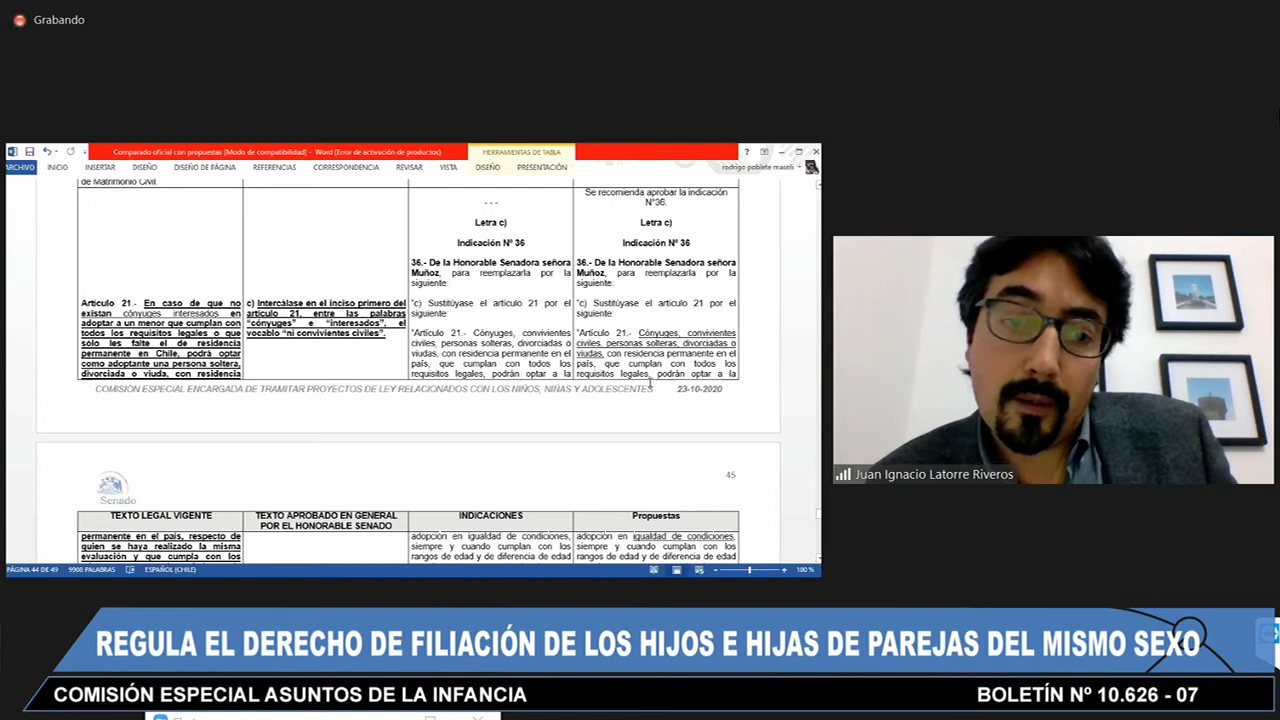 Grabando
Comparado oficial con propuestas [Modo de compatibilidad] - Word (Error de activación de productos)
HERRAMIENTAS DE TABLA
ARCHIVO INICIO INSERTAR DISEÑO DISEÑO DE PÁGINA REFERENCIAS CORRESPONDENCIA REVISAR VISTA DISEÑO PRESENTACIÓN
rodrigo poblete macoli
de Matrimonio Civil.
Artículo 21.- En caso de que no
existan cónyuges interesados en
adoptar a un menor que cumplan con
todos los requisitos legales o que
sólo les falte el de residencia
permanente en Chile, podrá optar
como adoptante una persona soltera,
divorciada o viuda, con residencia
c) Intercálase en el inciso primero del
artículo 21, entre las palabras
“cónyuges” e “interesados”, el
vocablo “ni convivientes civiles”.
- - -
Letra c)
Indicación Nº 36
36.- De la Honorable Senadora señora
Muñoz, para reemplazarla por la
siguiente:
“c) Sustitúyase el artículo 21 por el
siguiente:
“Artículo 21.- Cónyuges, convivientes
civiles, personas solteras, divorciadas o
viudas, con residencia permanente en el
país, que cumplan con todos los
requisitos legales, podrán optar a la
Se recomienda aprobar la indicación
N°36.
Letra c)
Indicación Nº 36
36.- De la Honorable Senadora señora
Muñoz, para reemplazarla por la
siguiente:
“c) Sustitúyase el artículo 21 por el
siguiente:
“Artículo 21.- Cónyuges, convivientes
civiles, personas solteras, divorciadas o
viudas, con residencia permanente en el
país, que cumplan con todos los
requisitos legales, podrán optar a la
COMISIÓN ESPECIAL ENCARGADA DE TRAMITAR PROYECTOS DE LEY RELACIONADOS CON LOS NIÑOS, NIÑAS Y ADOLESCENTES 23-10-2020
Senado
45
TEXTO LEGAL VIGENTE
TEXTO APROBADO EN GENERAL
POR EL HONORABLE SENADO
INDICACIONES
Propuestas
permanente en el país, respecto de
quien se haya realizado la misma
evaluación y que cumpla con los
adopción en igualdad de condiciones,
siempre y cuando cumplan con los
rangos de edad y de diferencia de edad
adopción en igualdad de condiciones,
siempre y cuando cumplan con los
rangos de edad y de diferencia de edad
PÁGINA 44 DE 49 9908 PALABRAS ESPAÑOL (CHILE) 100 %
Juan Ignacio Latorre Riveros
REGULA EL DERECHO DE FILIACIÓN DE LOS HIJOS E HIJAS DE PAREJAS DEL MISMO SEXO
COMISIÓN ESPECIAL ASUNTOS DE LA INFANCIA
BOLETÍN Nº 10.626 - 07